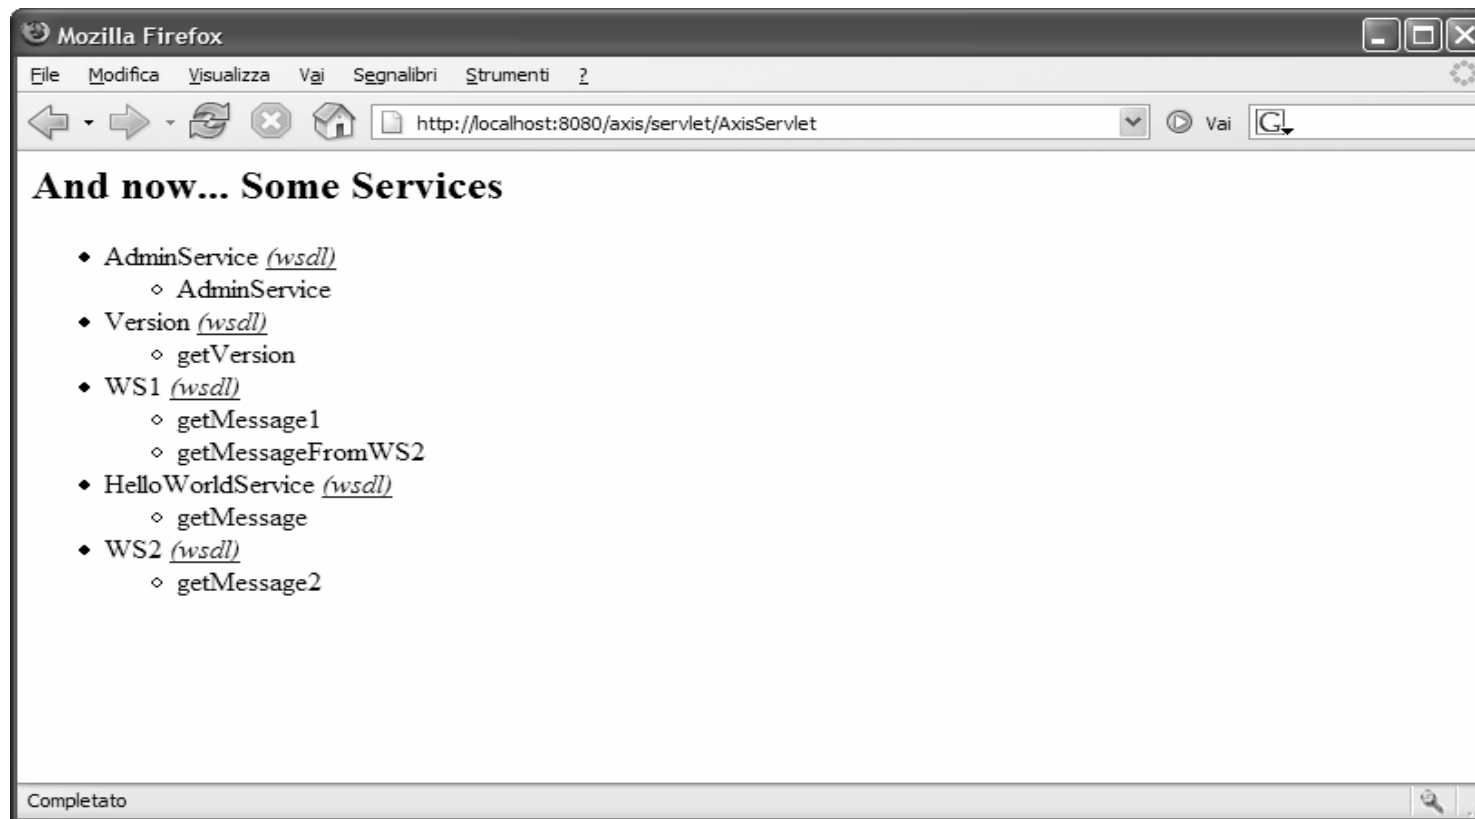 Mozilla Firefox
File Modifica Visualizza Vai Segnalibri Strumenti ?
http://localhost:8080/axis/servlet/AxisServlet Vai G
And now... Some Services
AdminService (wsdl)
AdminService
Version (wsdl)
getVersion
WS1 (wsdl)
getMessage1
getMessageFromWS2
HelloWorldService (wsdl)
getMessage
WS2 (wsdl)
getMessage2
Completato